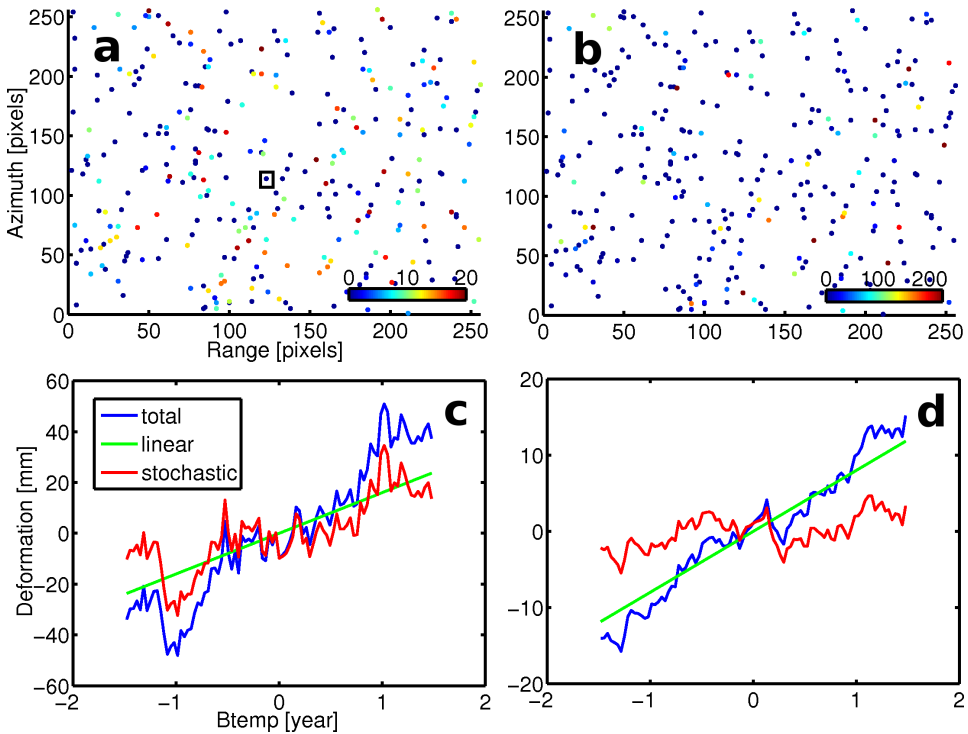 a
250
200
150
100
50
0
Azimuth [pixels]
0 10 20
0 50 100 150 200 250
Range [pixels]
b
250
200
150
100
50
0
0 100 200
0 50 100 150 200 250
c
60
40
20
0
−20
−40
−60
Deformation [mm]
total
linear
stochastic
−2 −1 0 1 2
Btemp [year]
d
20
10
0
−10
−20
−2 −1 0 1 2